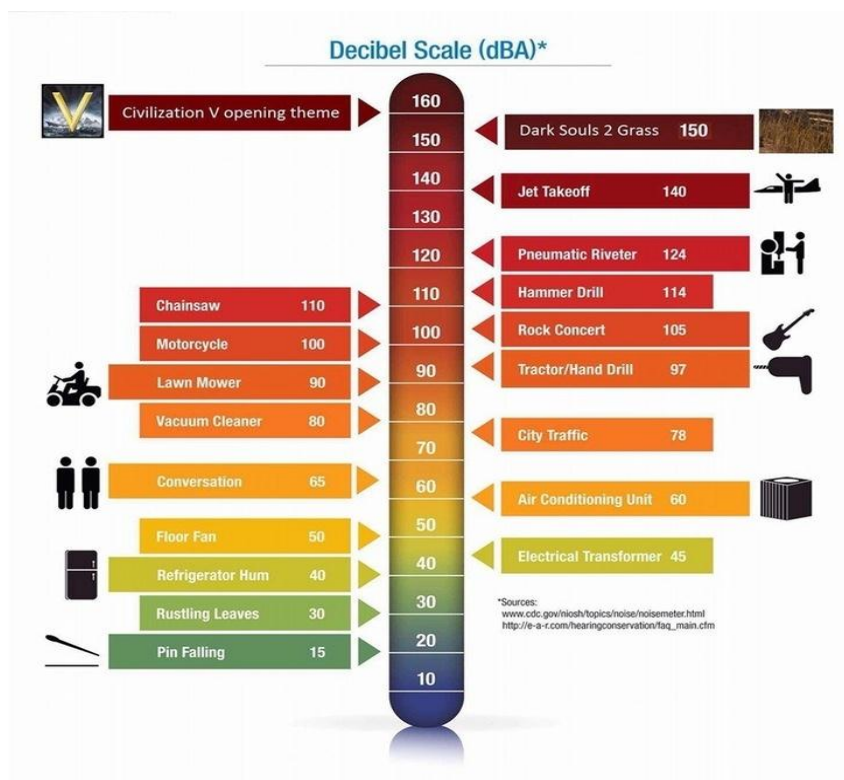 Decibel Scale (dBA)*
V
Civilization V opening theme
Chainsaw 110
Motorcycle 100
Lawn Mower 90
Vacuum Cleaner 80
Conversation 65
Floor Fan 50
Refrigerator Hum 40
Rustling Leaves 30
Pin Falling 15
160
150
140
130
120
110
100
90
80
70
60
50
40
30
20
10
Dark Souls 2 Grass 150
Jet Takeoff 140
Pneumatic Riveter 124
Hammer Drill 114
Rock Concert 105
Tractor/Hand Drill 97
City Traffic 78
Air Conditioning Unit 60
Electrical Transformer 45
*Sources:
www.cdc.gov/niosh/topics/noise/noisemeter.html
http://e-a-r.com/hearingconservation/faq_main.cfm